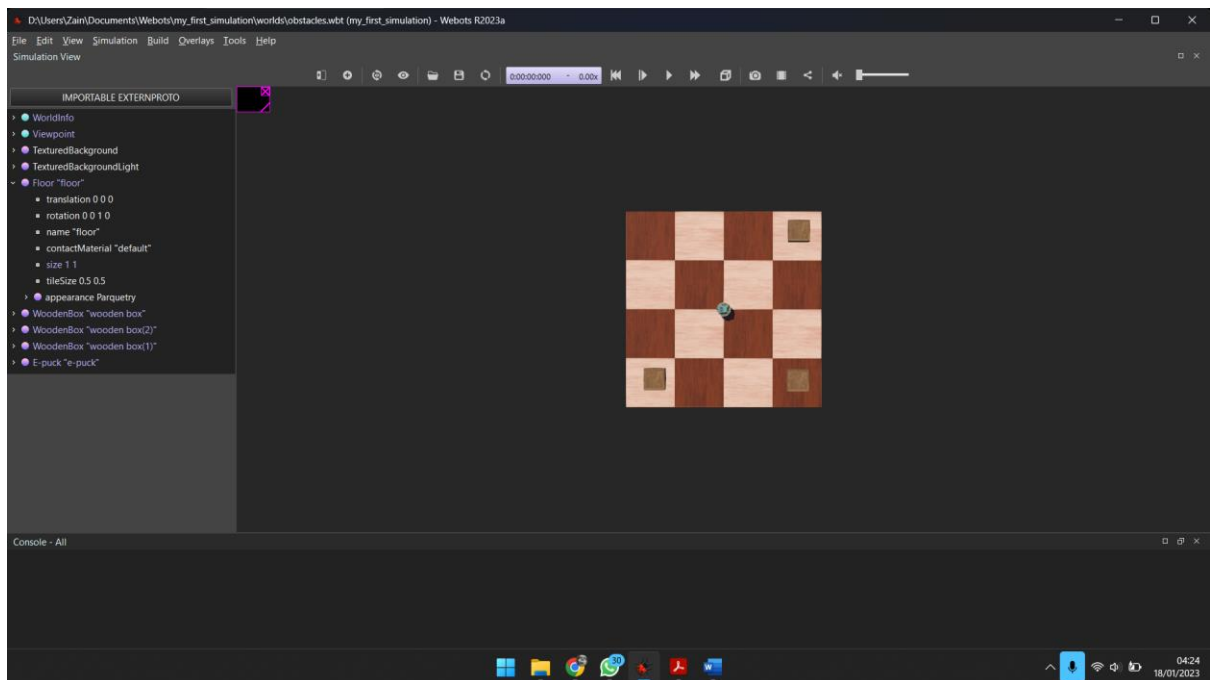 D:\Users\Zain\Documents\Webots\my_first_simulation\worlds\obstacles.wbt (my_first_simulation) - Webots R2023a
File Edit View Simulation Build Overlays Tools Help
Simulation View
0:00:00:000 - 0.00x
IMPORTABLE EXTERNPROTO
WorldInfo
Viewpoint
TexturedBackground
TexturedBackgroundLight
Floor "floor"
translation 0 0 0
rotation 0 0 1 0
name "floor"
contactMaterial "default"
size 1 1
tileSize 0.5 0.5
appearance Parquetry
WoodenBox "wooden box"
WoodenBox "wooden box(2)"
WoodenBox "wooden box(1)"
E-puck "e-puck"
Console - All
30
W
04:24
18/01/2023